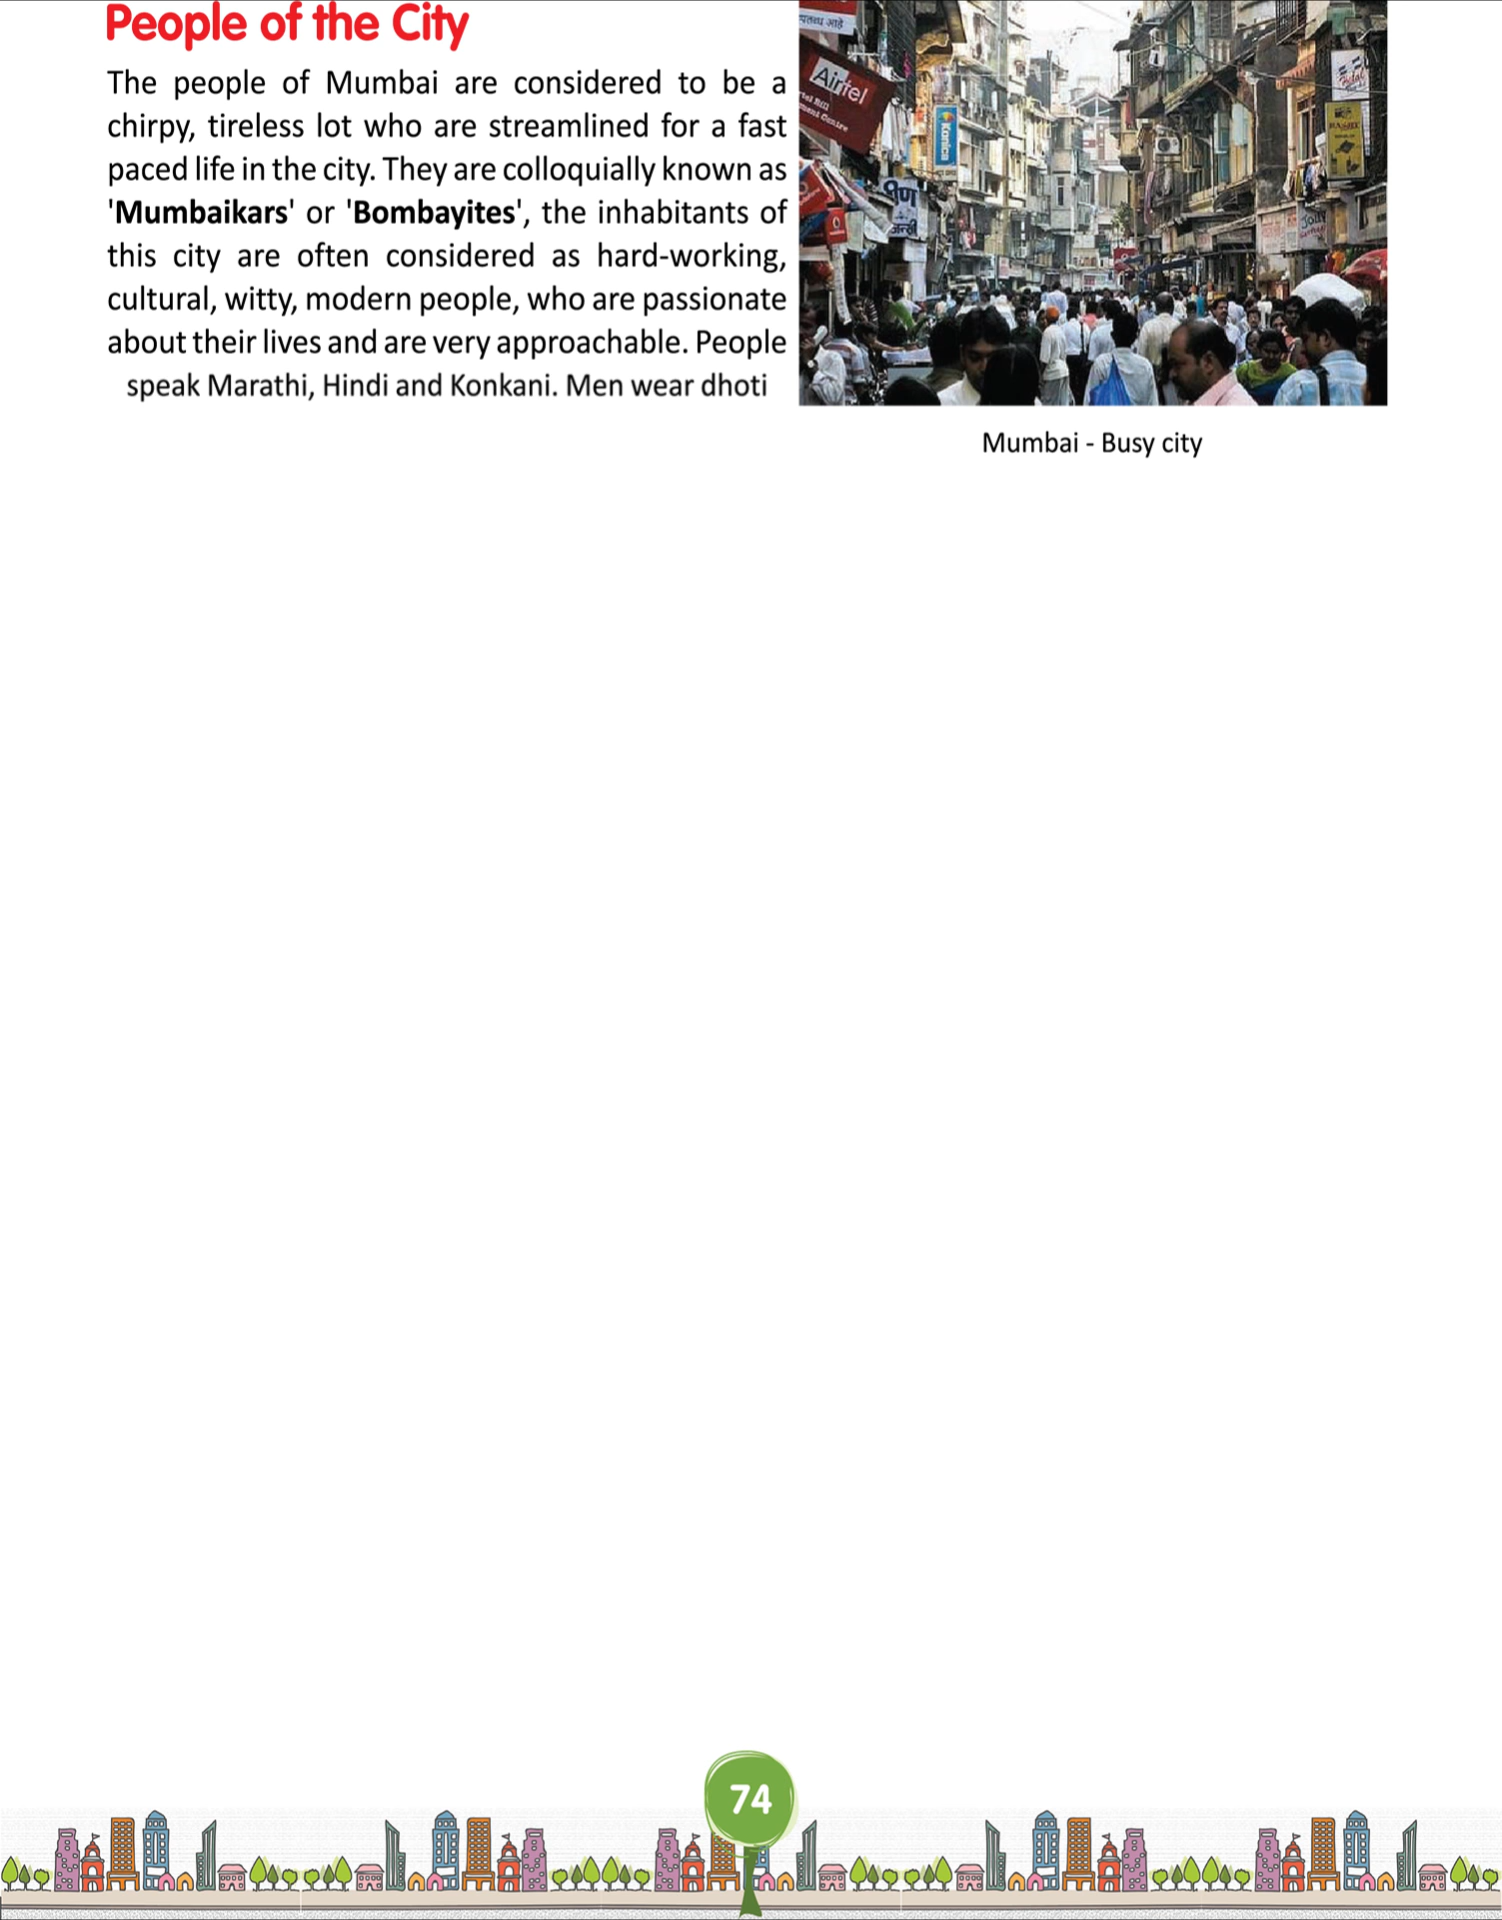 People of the City
The people of Mumbai are considered to be a
chirpy, tireless lot who are streamlined for a fast
paced life in the city. They are colloquially known as
'Mumbaikars' or 'Bombayites', the inhabitants of
this city are often considered as hard-working,
cultural, witty, modern people, who are passionate
about their lives and are very approachable. People
speak Marathi, Hindi and Konkani. Men wear dhoti
Airtel
Konica
Jolly
Mumbai - Busy city
74